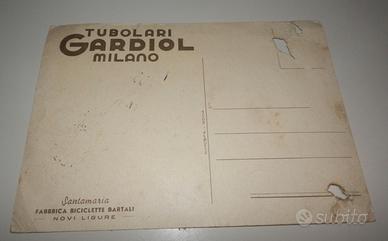 TUBOLARI
GARDIOL
MILANO
Santamaria
FABBRICA BICICLETTE BARTALI
NOVI LIGURE
subito